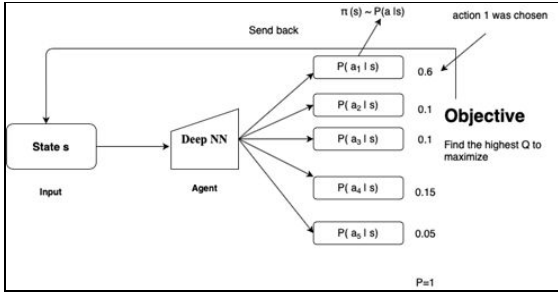 π (s) ~ P(a ls)
action 1 was chosen
Send back
P( a1 l s)
0.6
P( a2 l s)
0.1
Objective
Deep NN
State s
P( a3 l s)
0.1
Find the highest Q to
maximize
Input
Agent
P( a4 l s)
0.15
P( a5 l s)
0.05
P=1